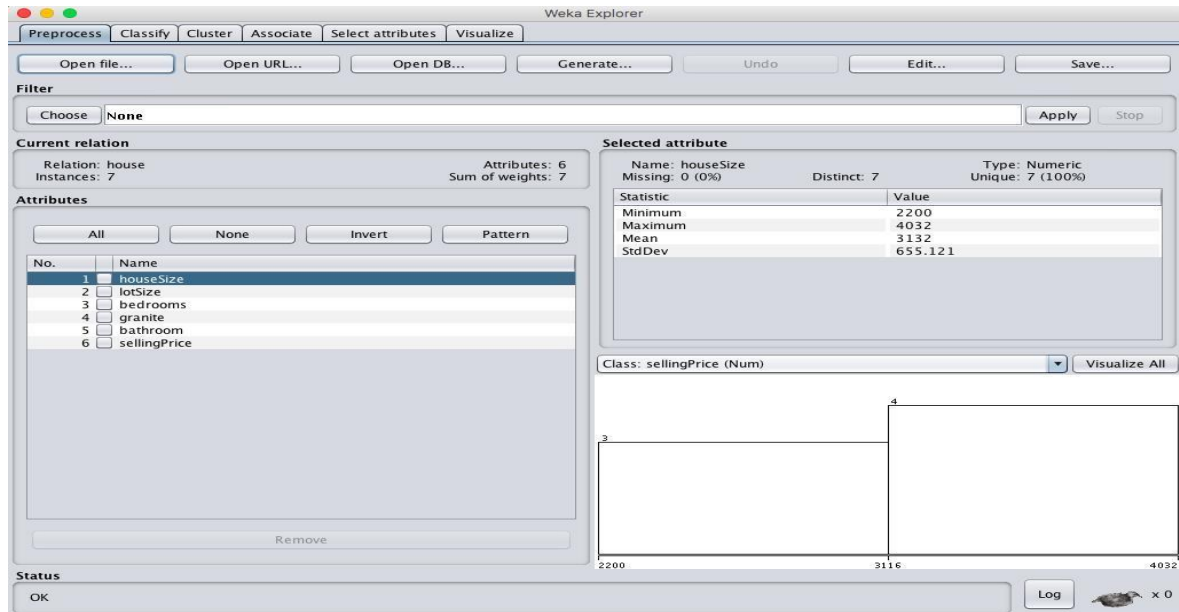 Weka Explorer
Preprocess Classify Cluster Associate Select attributes Visualize
Open file... Open URL... Open DB... Generate... Undo Edit... Save...
Filter
Choose None Apply Stop
Current relation
Relation: house Attributes: 6
Instances: 7 Sum of weights: 7
Attributes
All None Invert Pattern
No. Name
1 houseSize
2 lotSize
3 bedrooms
4 granite
5 bathroom
6 sellingPrice
Remove
Selected attribute
Name: houseSize Type: Numeric
Missing: 0 (0%) Distinct: 7 Unique: 7 (100%)
Statistic Value
Minimum 2200
Maximum 4032
Mean 3132
StdDev 655.121
Class: sellingPrice (Num) Visualize All
4
3
2200 3116 4032
Status
OK Log x 0